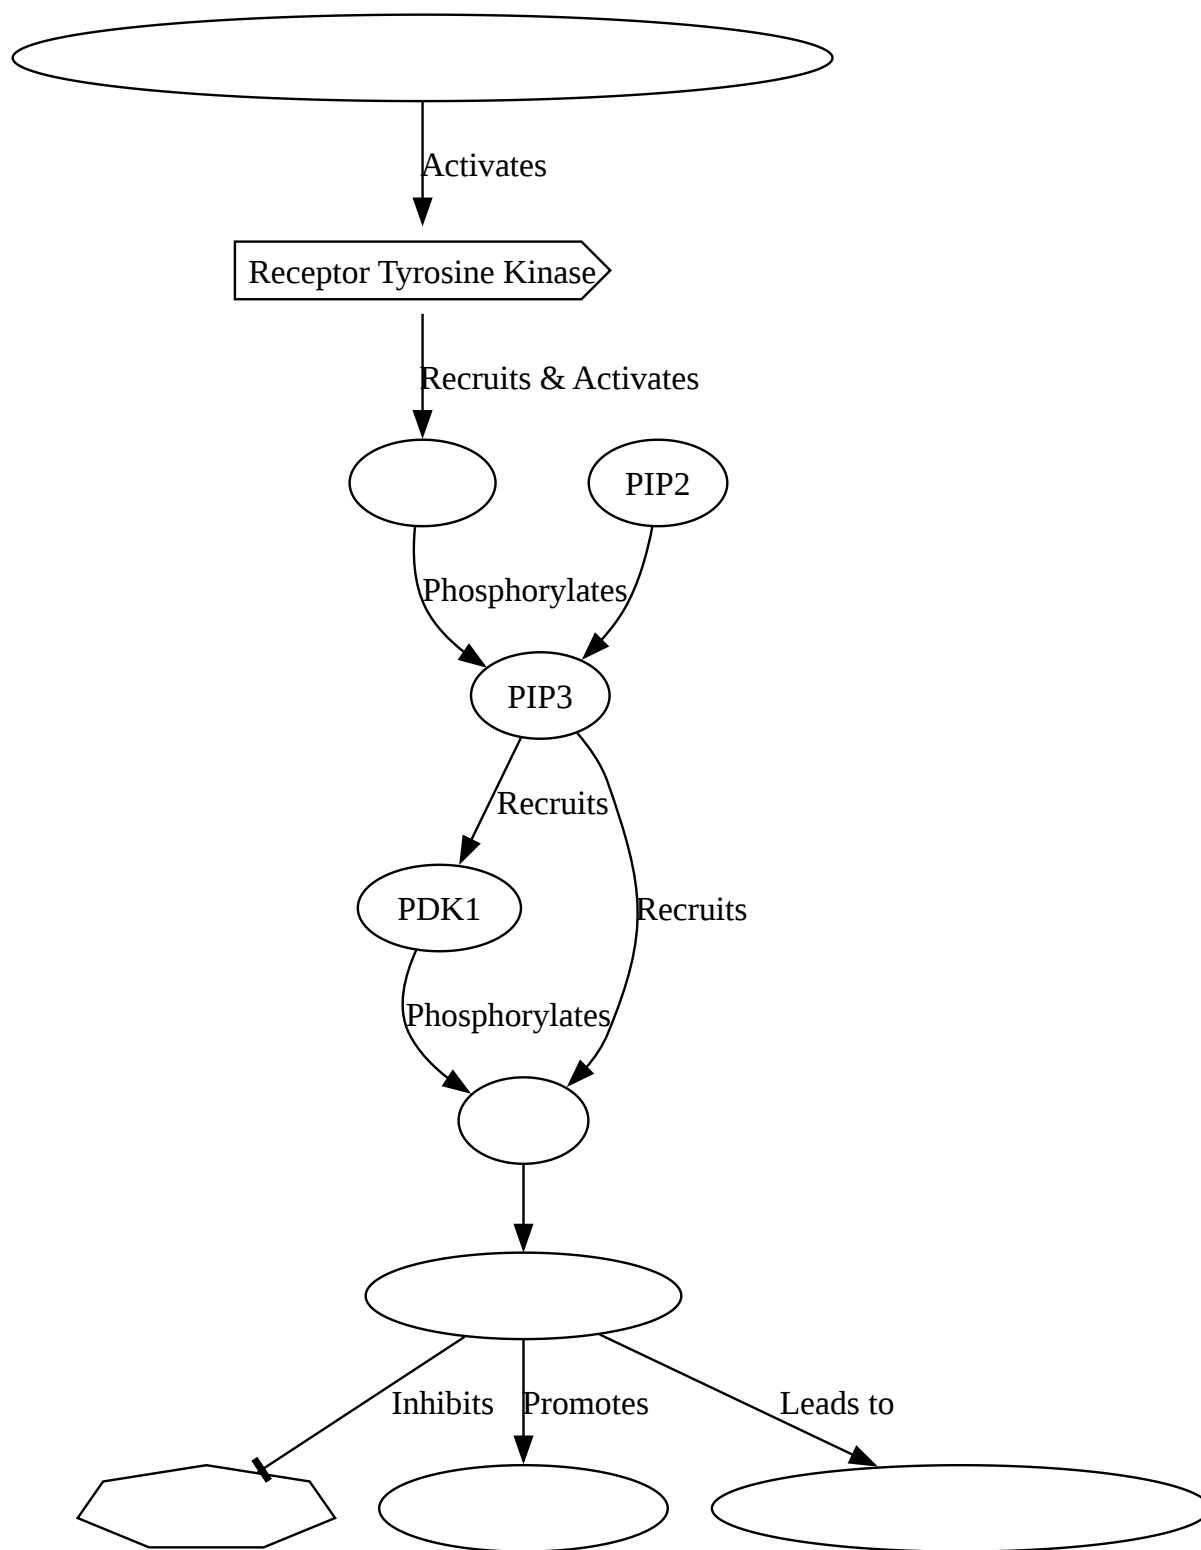 Activates
Receptor Tyrosine Kinase
Recruits & Activates
PIP2
Phosphorylates
PIP3
Recruits
PDK1
Recruits
Phosphorylates
Inhibits
Promotes
Leads to